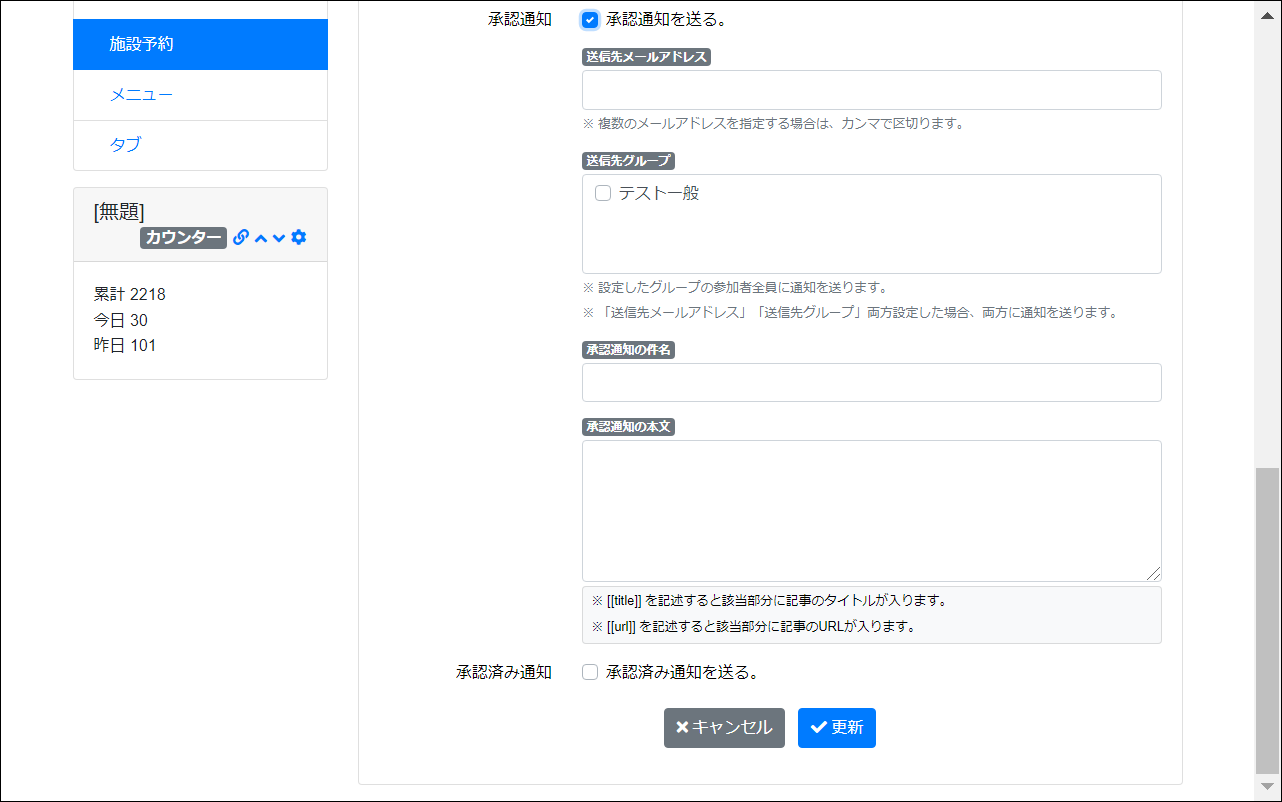 施設予約
メニュー
タブ
[無題]
カウンター
累計 2218
今日 30
昨日 101
承認通知
承認通知を送る。
送信先メールアドレス
※ 複数のメールアドレスを指定する場合は、カンマで区切ります。
送信先グループ
テスト一般
※ 設定したグループの参加者全員に通知を送ります。
※ 「送信先メールアドレス」「送信先グループ」両方設定した場合、両方に通知を送ります。
承認通知の件名
承認通知の本文
※ [[title]] を記述すると該当部分に記事のタイトルが入ります。
※ [[url]] を記述すると該当部分に記事のURLが入ります。
承認済み通知
承認済み通知を送る。
キャンセル
更新